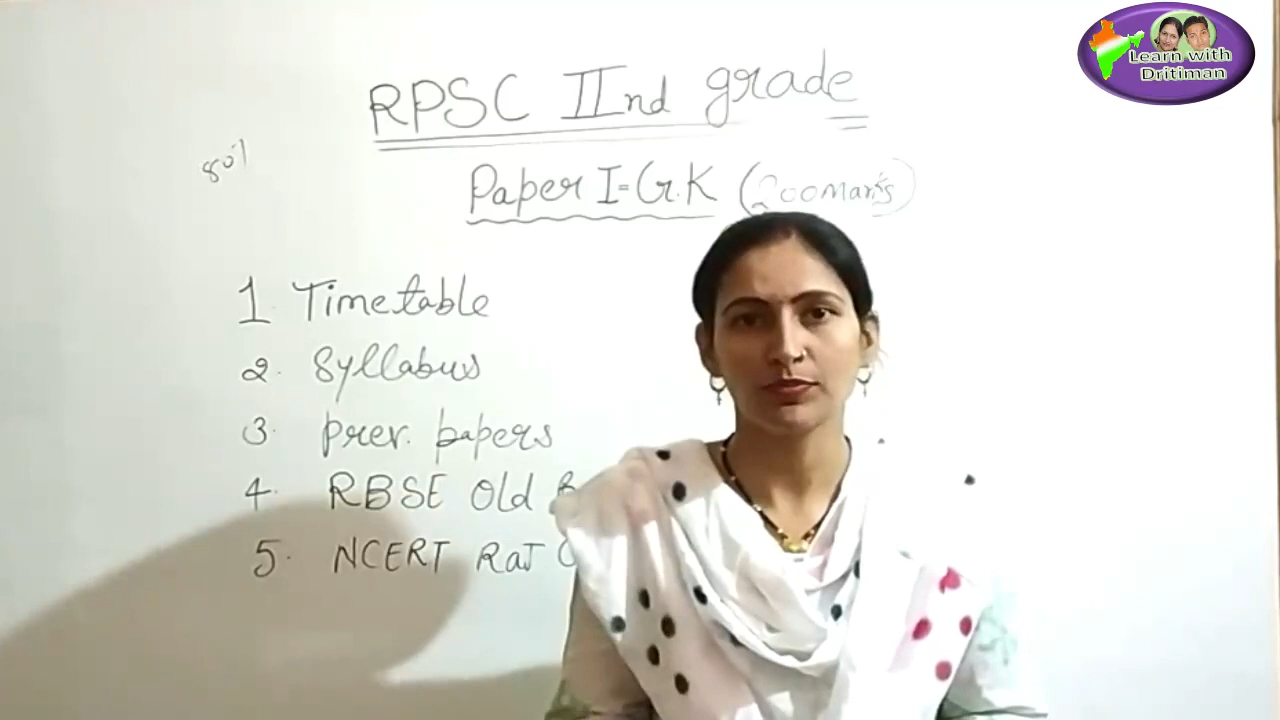 Learn with
Dritiman
RPSC IInd grade
80%
Paper I = G.K (200 marks)
1. Timetable
2. Syllabus
3. Prev. papers
4. RBSE Old
5. NCERT Raj